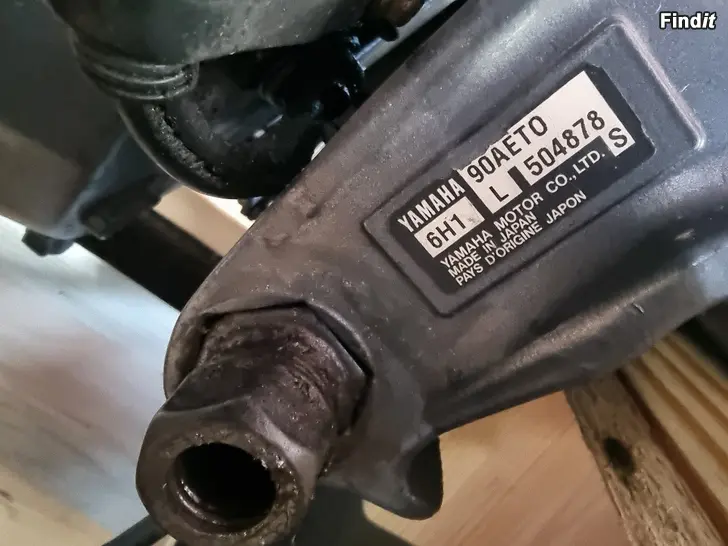 Findit
YAMAHA 90AETO
6H1 L 504878 S
YAMAHA MOTOR CO.,LTD.
MADE IN JAPAN
PAYS D'ORIGINE JAPON